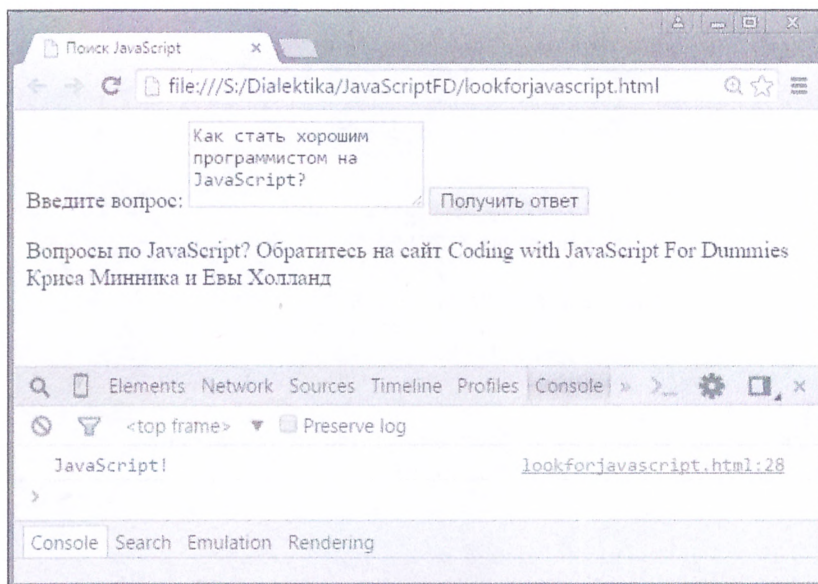 Поиск JavaScript ×
file:///S:/Dialektika/JavaScriptFD/lookforjavascript.html
Как стать хорошим
программистом на
JavaScript?
Введите вопрос:
Получить ответ
Вопросы по JavaScript? Обратитесь на сайт Coding with JavaScript For Dummies
Криса Минника и Евы Холланд
Elements Network Sources Timeline Profiles Console »
<top frame> ▼ Preserve log
JavaScript! lookforjavascript.html:28
Console Search Emulation Rendering